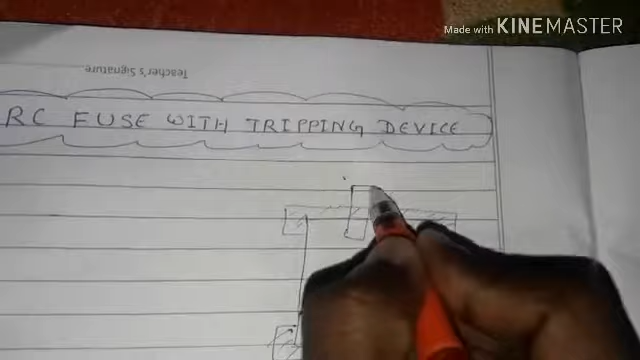 Made with KINEMASTER
Teacher's Signature
RC FUSE WITH TRIPPING DEVICE